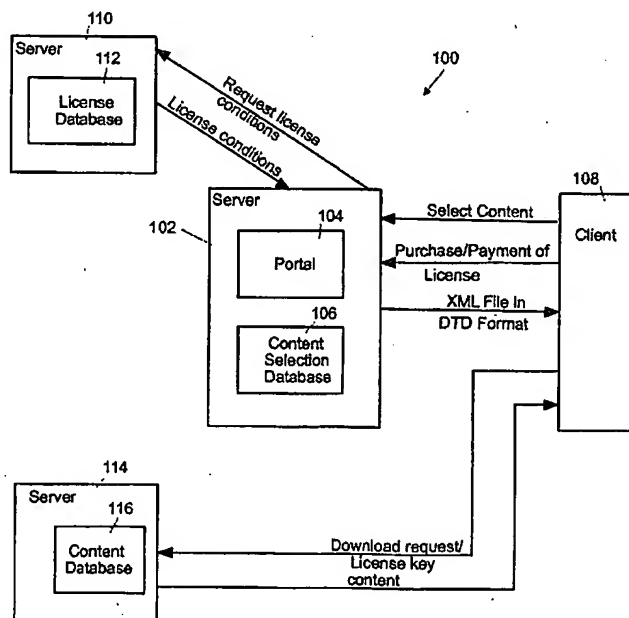 110
Server
112
License
Database
Request license
conditions
License conditions
100
Server
102
104
Portal
106
Content
Selection
Database
108
Client
Select Content
Purchase/Payment of
License
XML File in
DTD Format
114
Server
116
Content
Database
Download request/
License key
content